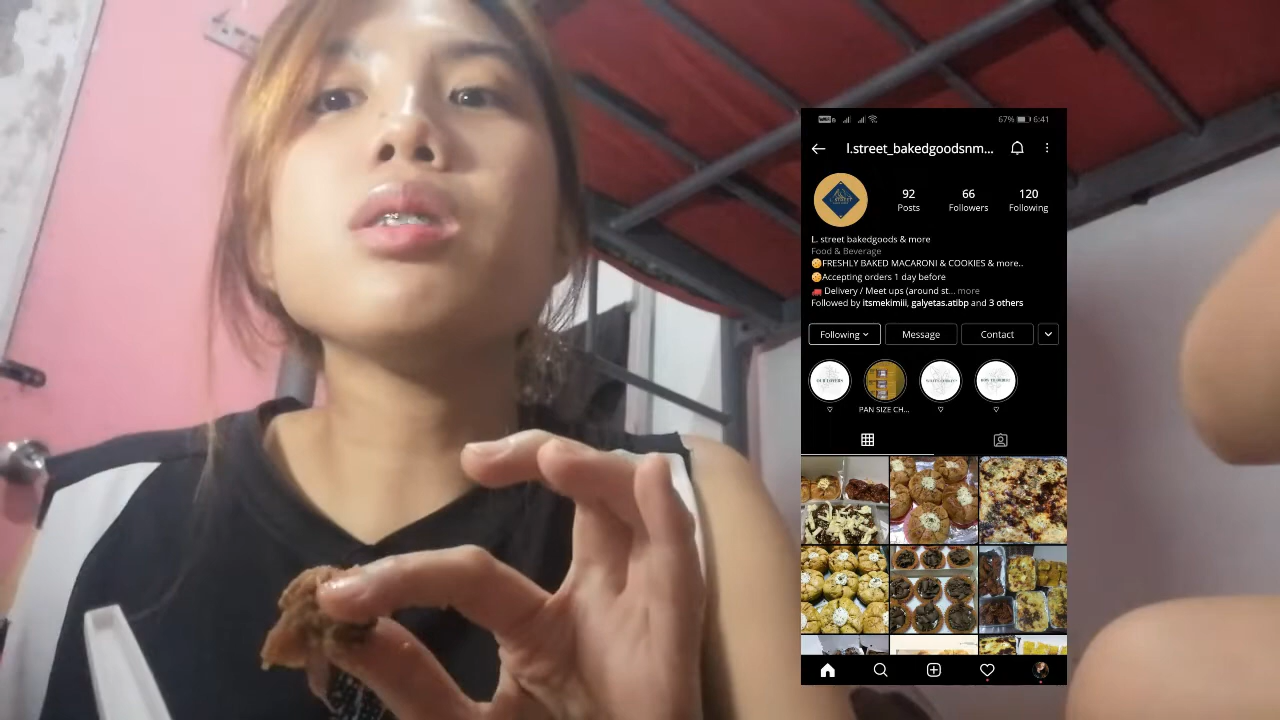 67% 6:41
l.street_bakedgoodsnm...
92 66 120
Posts Followers Following
L. street bakedgoods & more
Food & Beverage
FRESHLY BAKED MACARONI & COOKIES & more..
Accepting orders 1 day before
Delivery / Meet ups (around st... more
Followed by itsmekimiii, galyetas.atibp and 3 others
Following Message Contact
PAN SIZE CH...